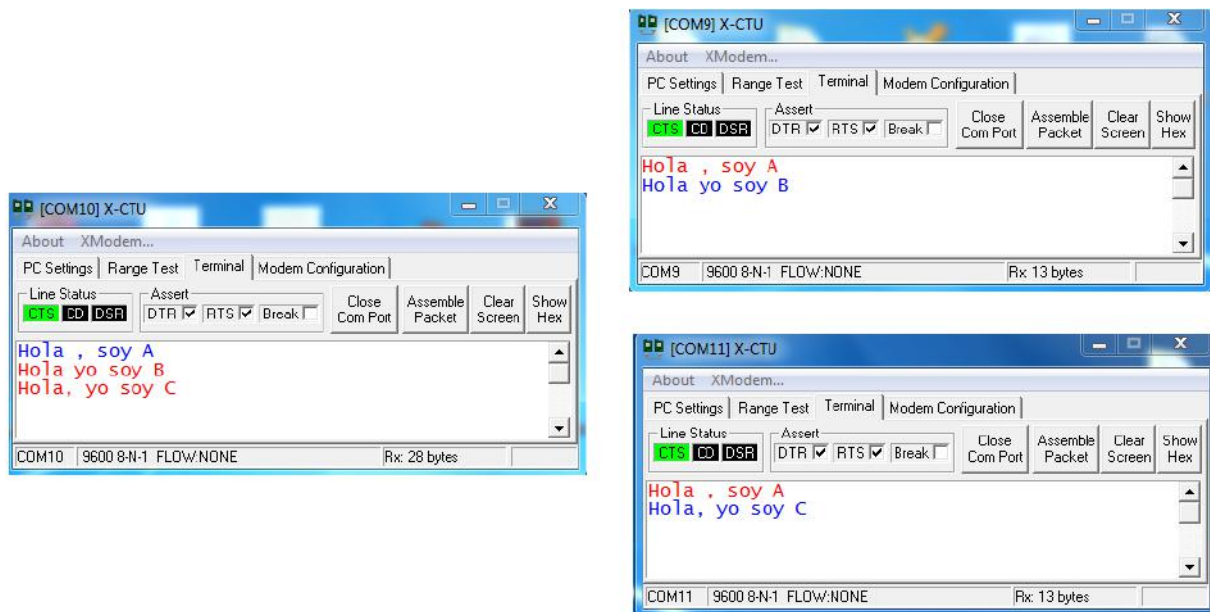 [COM10] X-CTU
About XModem...
PC Settings Range Test Terminal Modem Configuration
Line Status Assert
CTS CD DSR DTR RTS Break
Close Com Port
Assemble Packet
Clear Screen
Show Hex
Hola , soy A
Hola yo soy B
Hola, yo soy C
COM10 9600 8-N-1 FLOW:NONE Rx: 28 bytes
[COM9] X-CTU
About XModem...
PC Settings Range Test Terminal Modem Configuration
Line Status Assert
CTS CD DSR DTR RTS Break
Close Com Port
Assemble Packet
Clear Screen
Show Hex
Hola , soy A
Hola yo soy B
COM9 9600 8-N-1 FLOW:NONE Rx: 13 bytes
[COM11] X-CTU
About XModem...
PC Settings Range Test Terminal Modem Configuration
Line Status Assert
CTS CD DSR DTR RTS Break
Close Com Port
Assemble Packet
Clear Screen
Show Hex
Hola , soy A
Hola, yo soy C
COM11 9600 8-N-1 FLOW:NONE Rx: 13 bytes